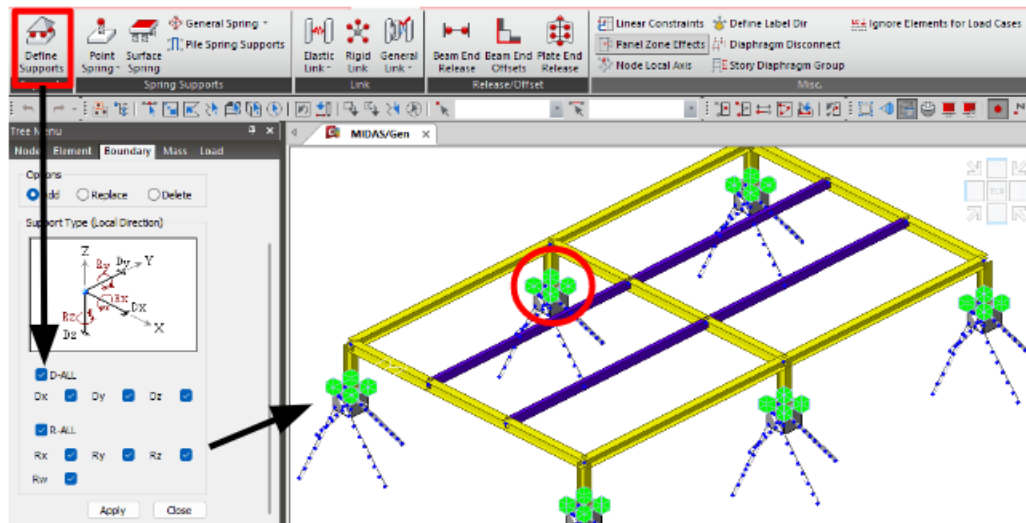 General Spring
Linear Constraints
Define Label Dir
Ignore Elements for Load Cases
Pile Spring Supports
Panel Zone Effects
Diaphragm Disconnect
Node Local Axis
Story Diaphragm Group
Define
Supports
Point
Spring
Surface
Spring
Elastic
Link
Rigid
Link
General
Link
Beam End
Release
Beam End
Offsets
Plate End
Release
Spring Supports
Link
Release/Offset
Misc.
Tree Menu
MIDAS/Gen
Node Element Boundary Mass Load
Options
Add Replace Delete
Support Type (Local Direction)
Z
Rz Dy Y
Rx
Rz Dx
Dz X
D-ALL
Dx Dy Dz
R-ALL
Rx Ry Rz
Rw
Apply Close
TOP